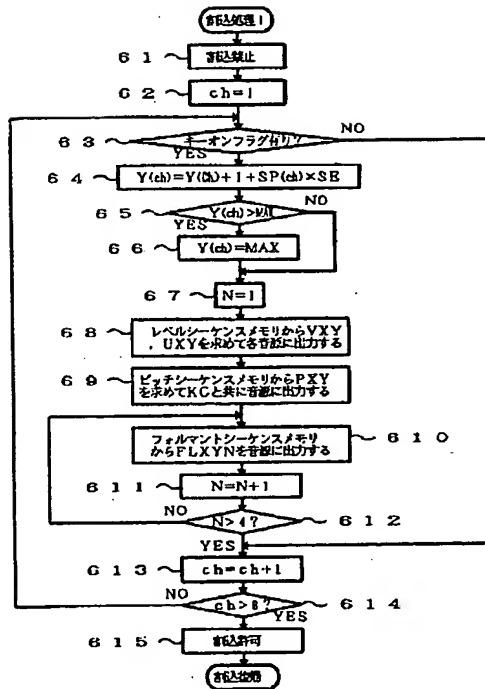 割込処理1
61 割込禁止
62 ch=1
63 キーオンフラグ有り? NO
YES
64 Y(ch)=Y(Ch)+1+SP(ch)×SE
65 Y(ch)>MAX NO
YES
66 Y(ch)=MAX
67 N=1
68 レベルシーケンスメモリからVXY
,UXYを求めて各音源に出力する
69 ピッチシーケンスメモリからPXY
を求めてKCと共に音源に出力する
フォルマントシーケンスメモリ 610
からFLXYNを音源に出力する
611 N=N+1
NO N>4? 612
YES
613 ch=ch+1
NO ch>8? 614
YES
615 割込許可